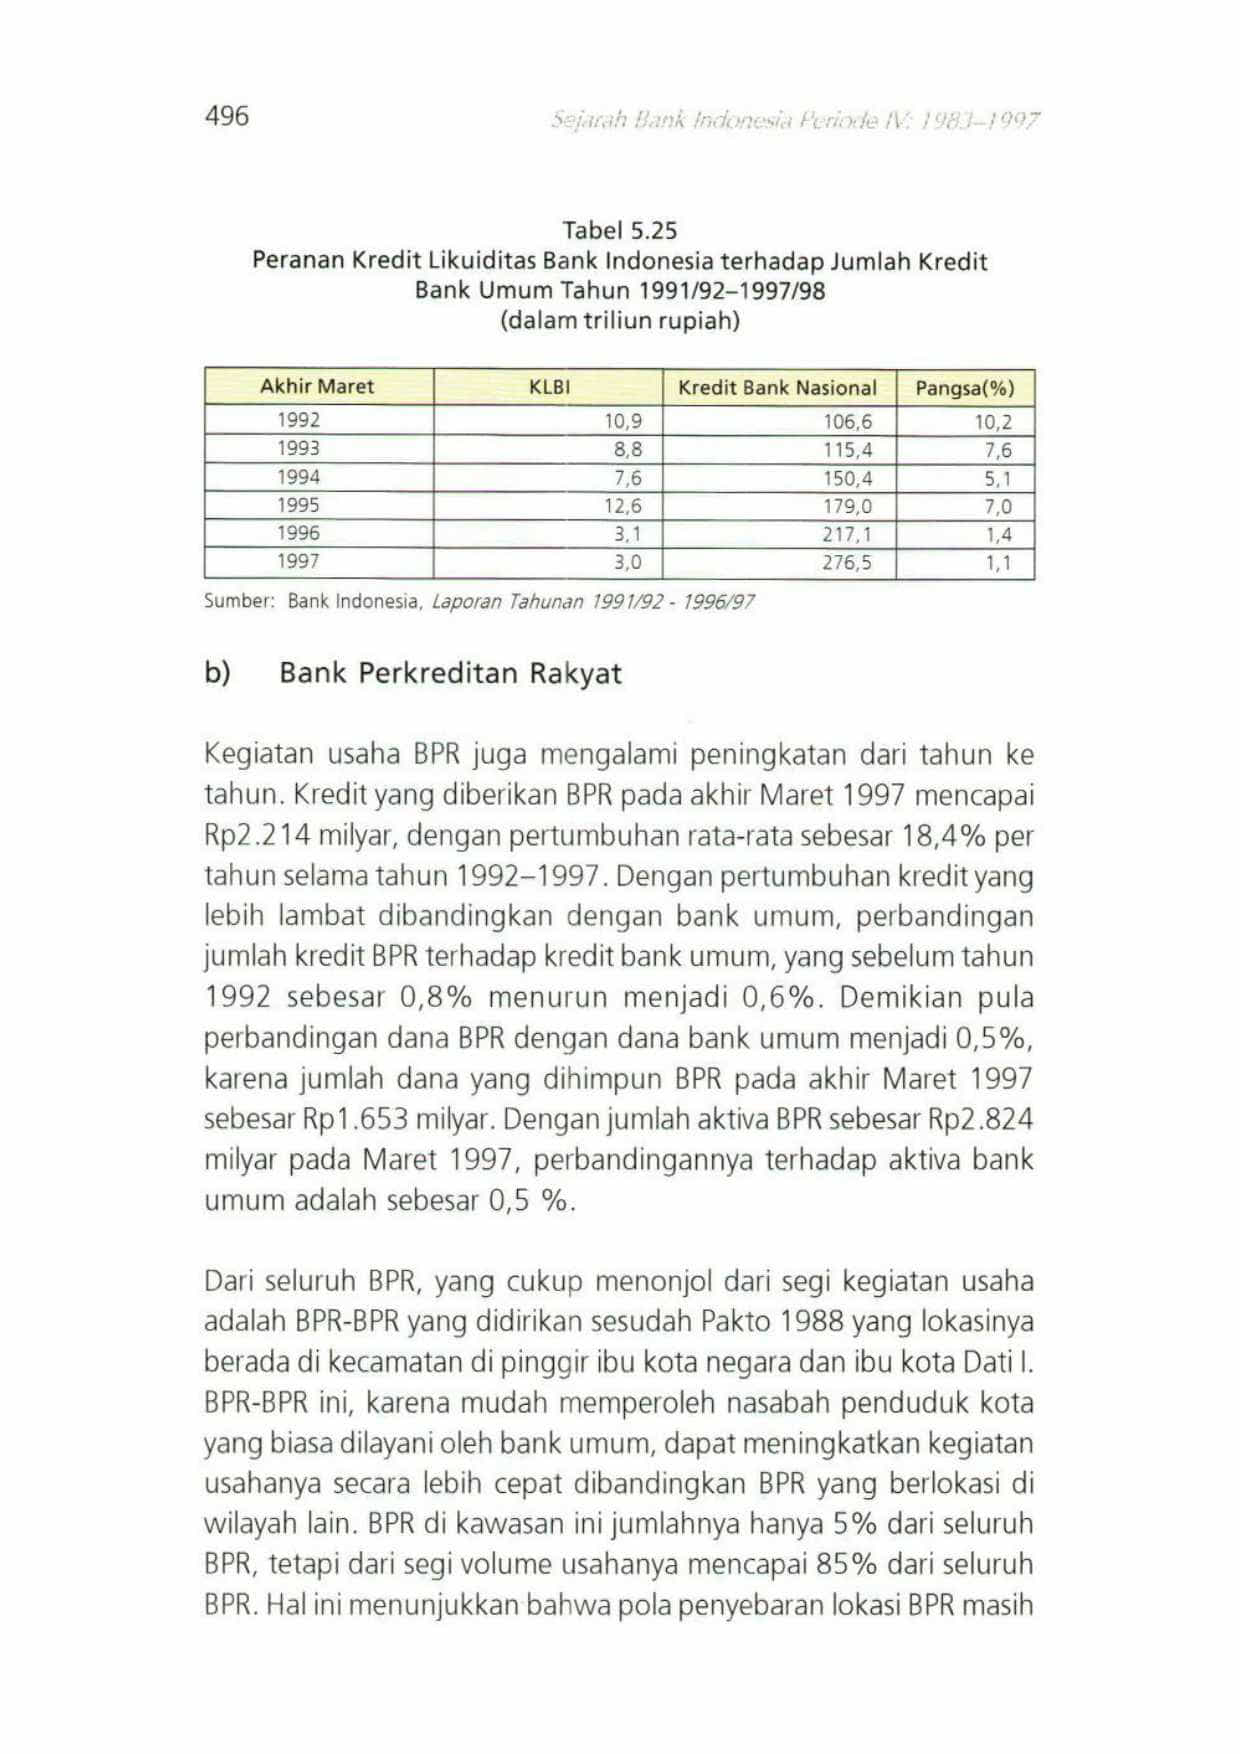 496
Sejarah Bank Indonesia Periode IV: 1983–1997
Tabel 5.25
Peranan Kredit Likuiditas Bank Indonesia terhadap Jumlah Kredit
Bank Umum Tahun 1991/92–1997/98
(dalam triliun rupiah)
Akhir Maret KLBI Kredit Bank Nasional Pangsa(%)
1992 10,9 106,6 10,2
1993 8,8 115,4 7,6
1994 7,6 150,4 5,1
1995 12,6 179,0 7,0
1996 3,1 217,1 1,4
1997 3,0 276,5 1,1
Sumber: Bank Indonesia, Laporan Tahunan 1991/92 - 1996/97
b) Bank Perkreditan Rakyat
Kegiatan usaha BPR juga mengalami peningkatan dari tahun ke
tahun. Kredit yang diberikan BPR pada akhir Maret 1997 mencapai
Rp2.214 milyar, dengan pertumbuhan rata-rata sebesar 18,4% per
tahun selama tahun 1992–1997. Dengan pertumbuhan kredit yang
lebih lambat dibandingkan dengan bank umum, perbandingan
jumlah kredit BPR terhadap kredit bank umum, yang sebelum tahun
1992 sebesar 0,8% menurun menjadi 0,6%. Demikian pula
perbandingan dana BPR dengan dana bank umum menjadi 0,5%,
karena jumlah dana yang dihimpun BPR pada akhir Maret 1997
sebesar Rp1.653 milyar. Dengan jumlah aktiva BPR sebesar Rp2.824
milyar pada Maret 1997, perbandingannya terhadap aktiva bank
umum adalah sebesar 0,5 %.
Dari seluruh BPR, yang cukup menonjol dari segi kegiatan usaha
adalah BPR-BPR yang didirikan sesudah Pakto 1988 yang lokasinya
berada di kecamatan di pinggir ibu kota negara dan ibu kota Dati I.
BPR-BPR ini, karena mudah memperoleh nasabah penduduk kota
yang biasa dilayani oleh bank umum, dapat meningkatkan kegiatan
usahanya secara lebih cepat dibandingkan BPR yang berlokasi di
wilayah lain. BPR di kawasan ini jumlahnya hanya 5% dari seluruh
BPR, tetapi dari segi volume usahanya mencapai 85% dari seluruh
BPR. Hal ini menunjukkan bahwa pola penyebaran lokasi BPR masih